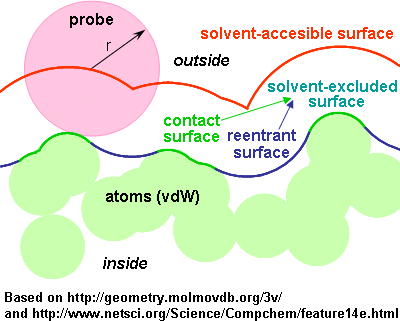 probe
r
outside
solvent-accesible surface
solvent-excluded
surface
contact
surface
reentrant
surface
atoms (vdW)
inside
Based on http://geometry.molmovdb.org/3v/
and http://www.netsci.org/Science/Compchem/feature14e.html